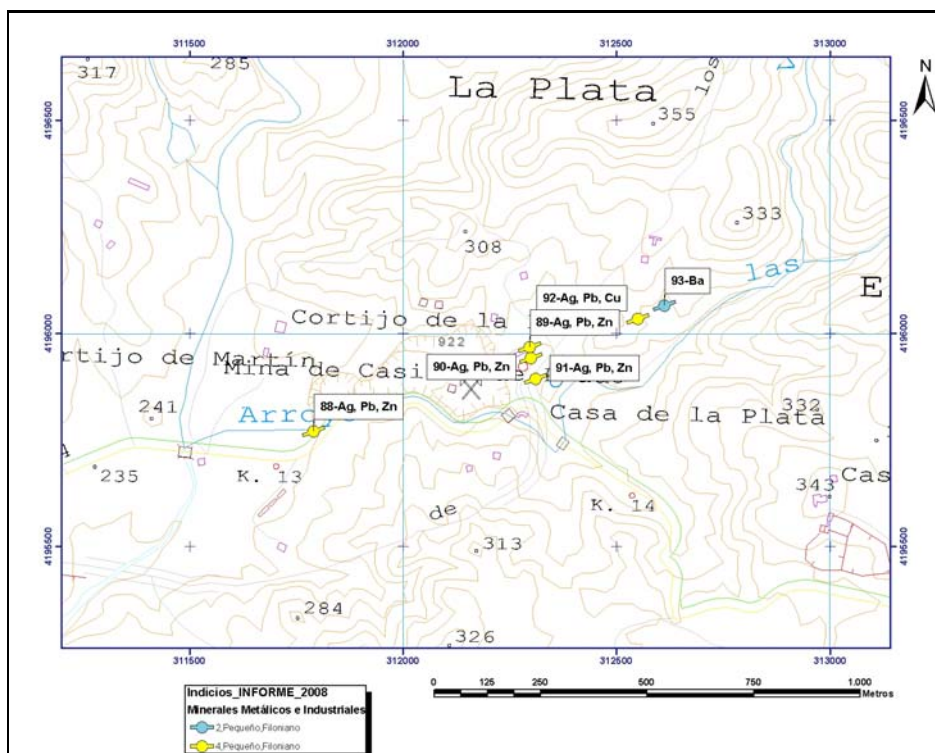 311500 312000 312500 313000
N
317
285
La Plata
los
355
4196500
4196500
333
308
las
93-Ba
92-Ag, Pb, Cu
E
89-Ag, Pb, Zn
Cortijo de la
4196000
4196000
922
rtijo de Martín
Mina de Casi
90-Ag, Pb, Zn
91-Ag, Pb, Zn
88-Ag, Pb, Zn
241
Arroyo
Casa de la Plata
332
235
K. 13
343
Cas
K. 14
de
4195500
4195500
313
284
326
311500 312000 312500 313000
Indicios_INFORME_2008
Minerales Metálicos e Industriales
2,Pequeño,Filoniano
4,Pequeño,Filoniano
0 125 250 500 750 1.000
Metros